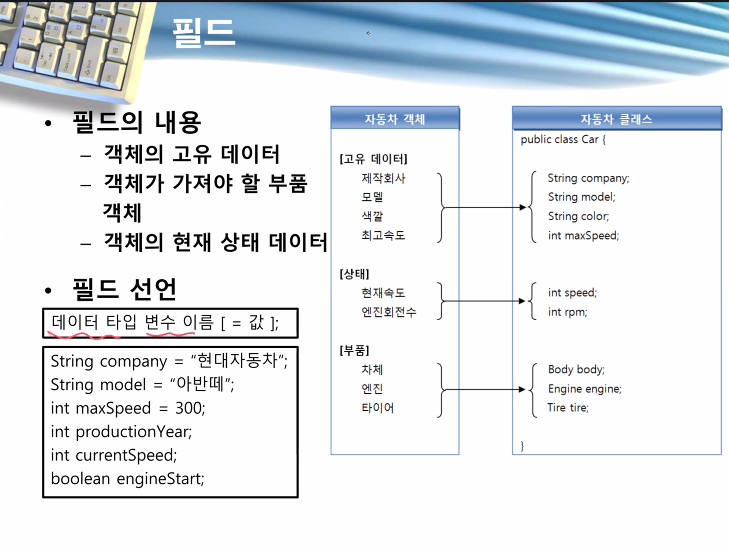 필드
• 필드의 내용
– 객체의 고유 데이터
– 객체가 가져야 할 부품
객체
– 객체의 현재 상태 데이터
• 필드 선언
데이터 타입 변수 이름 [ = 값 ];
String company = “현대자동차”;
String model = “아반떼”;
int maxSpeed = 300;
int productionYear;
int currentSpeed;
boolean engineStart;
자동차 객체
[고유 데이터]
제작회사
모델
색깔
최고속도
[상태]
현재속도
엔진회전수
[부품]
차체
엔진
타이어
자동차 클래스
public class Car {
String company;
String model;
String color;
int maxSpeed;
int speed;
int rpm;
Body body;
Engine engine;
Tire tire;
}